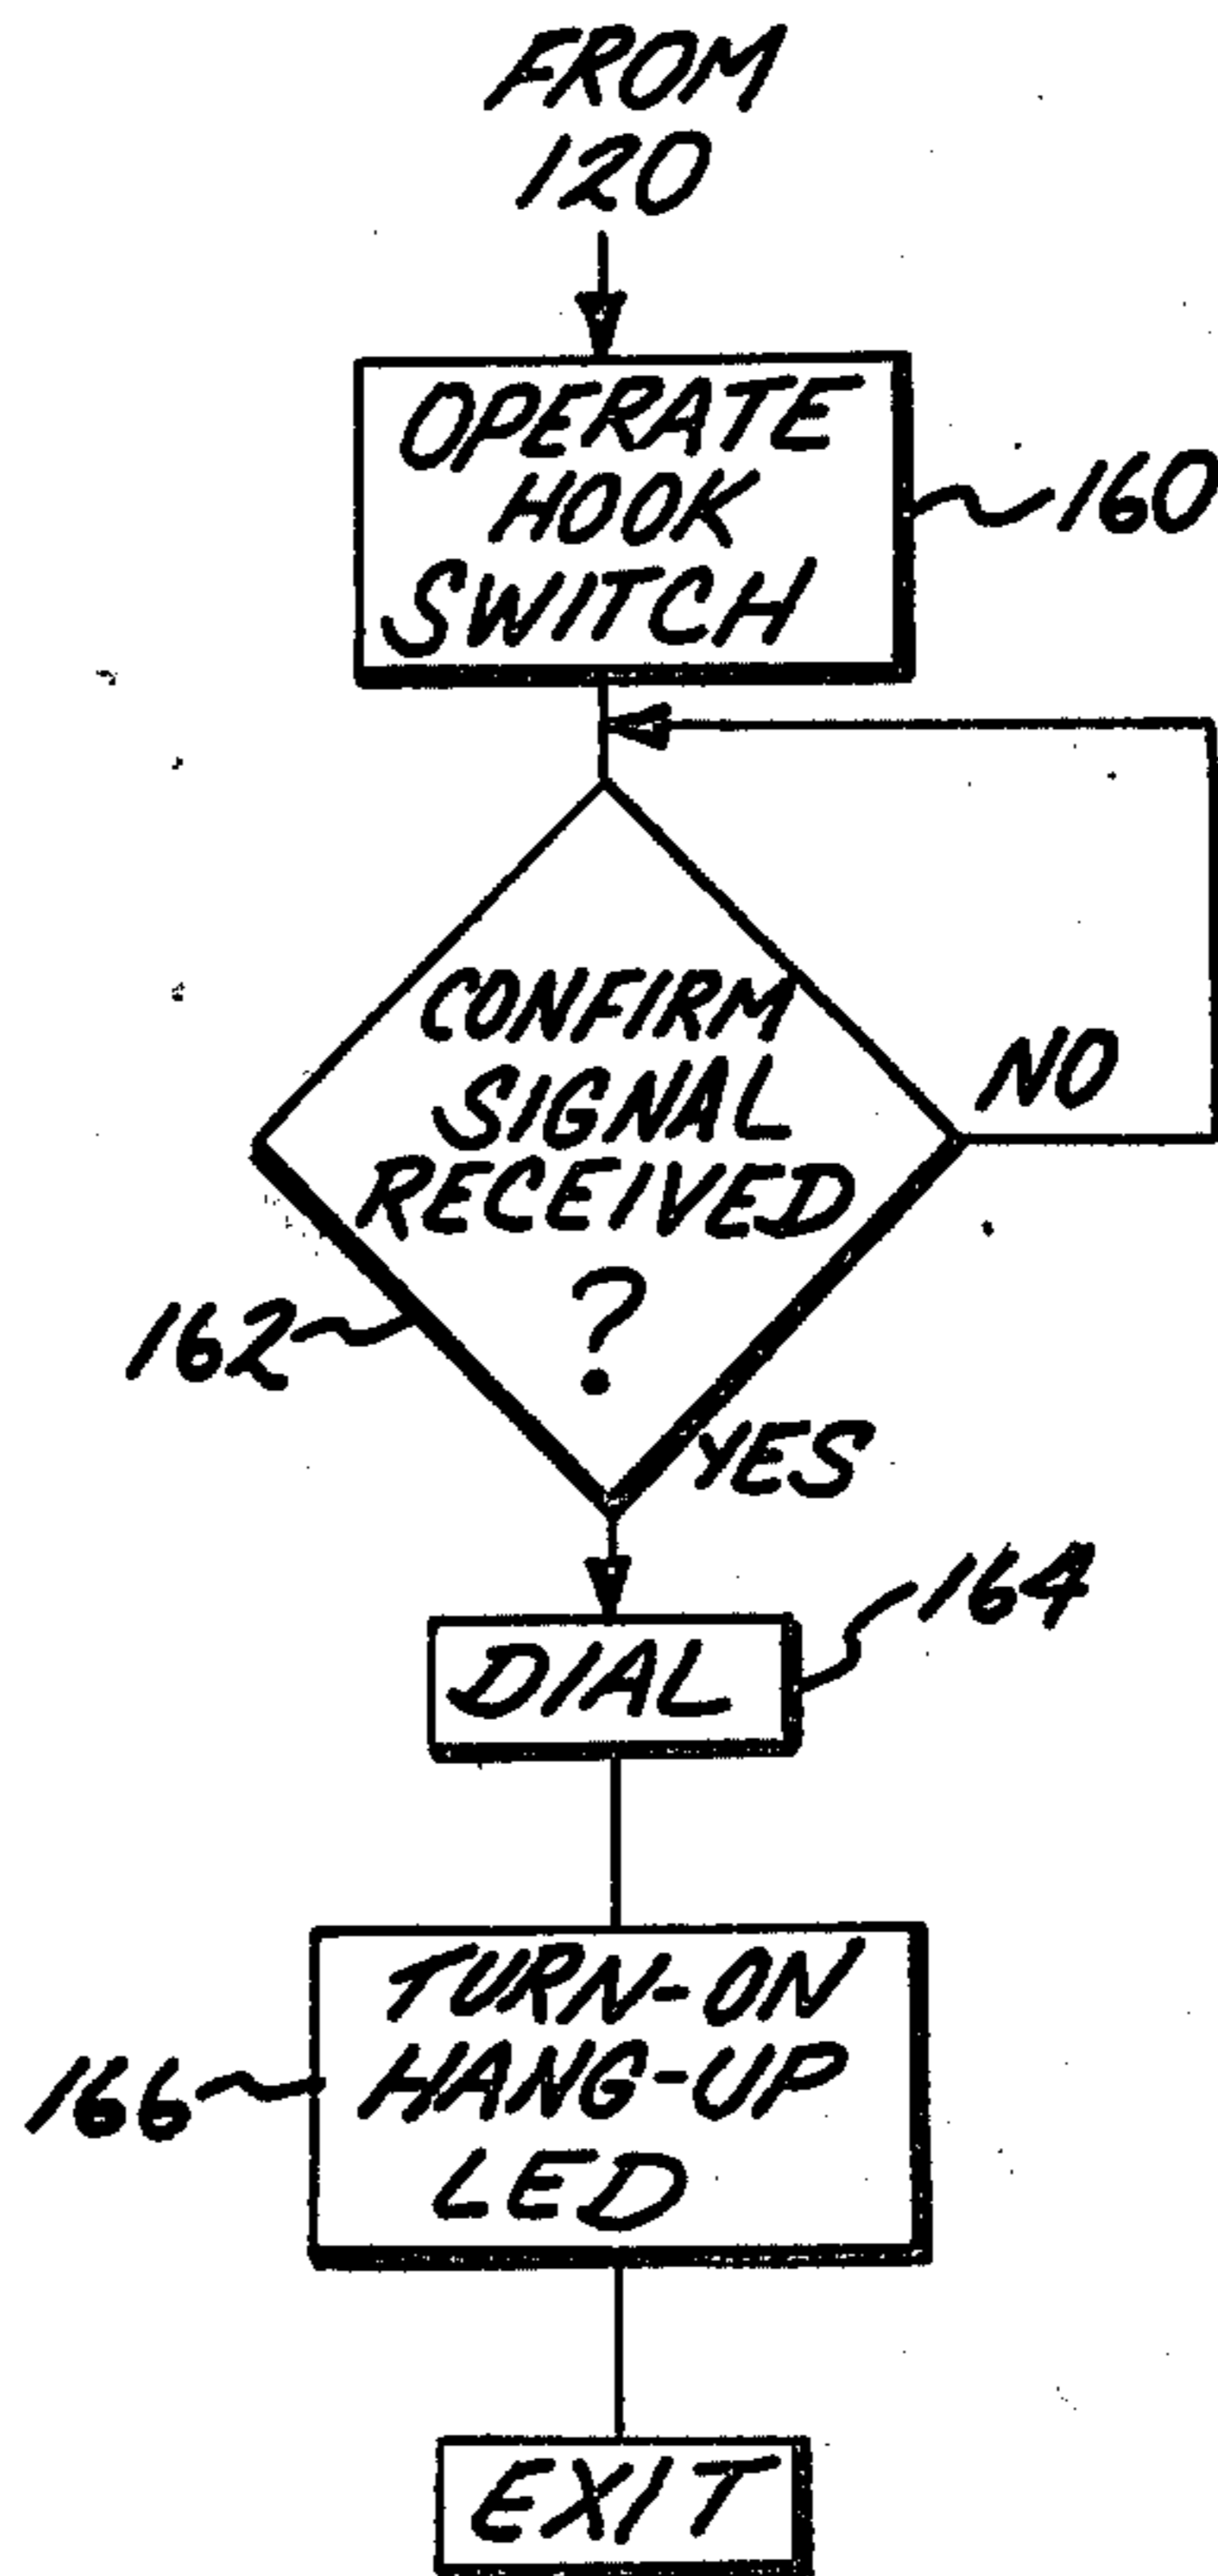 FROM
120
OPERATE
HOOK
SWITCH
160
CONFIRM
SIGNAL
RECEIVED
?
NO
162
YES
DIAL
164
TURN-ON
HANG-UP
LED
166
EXIT